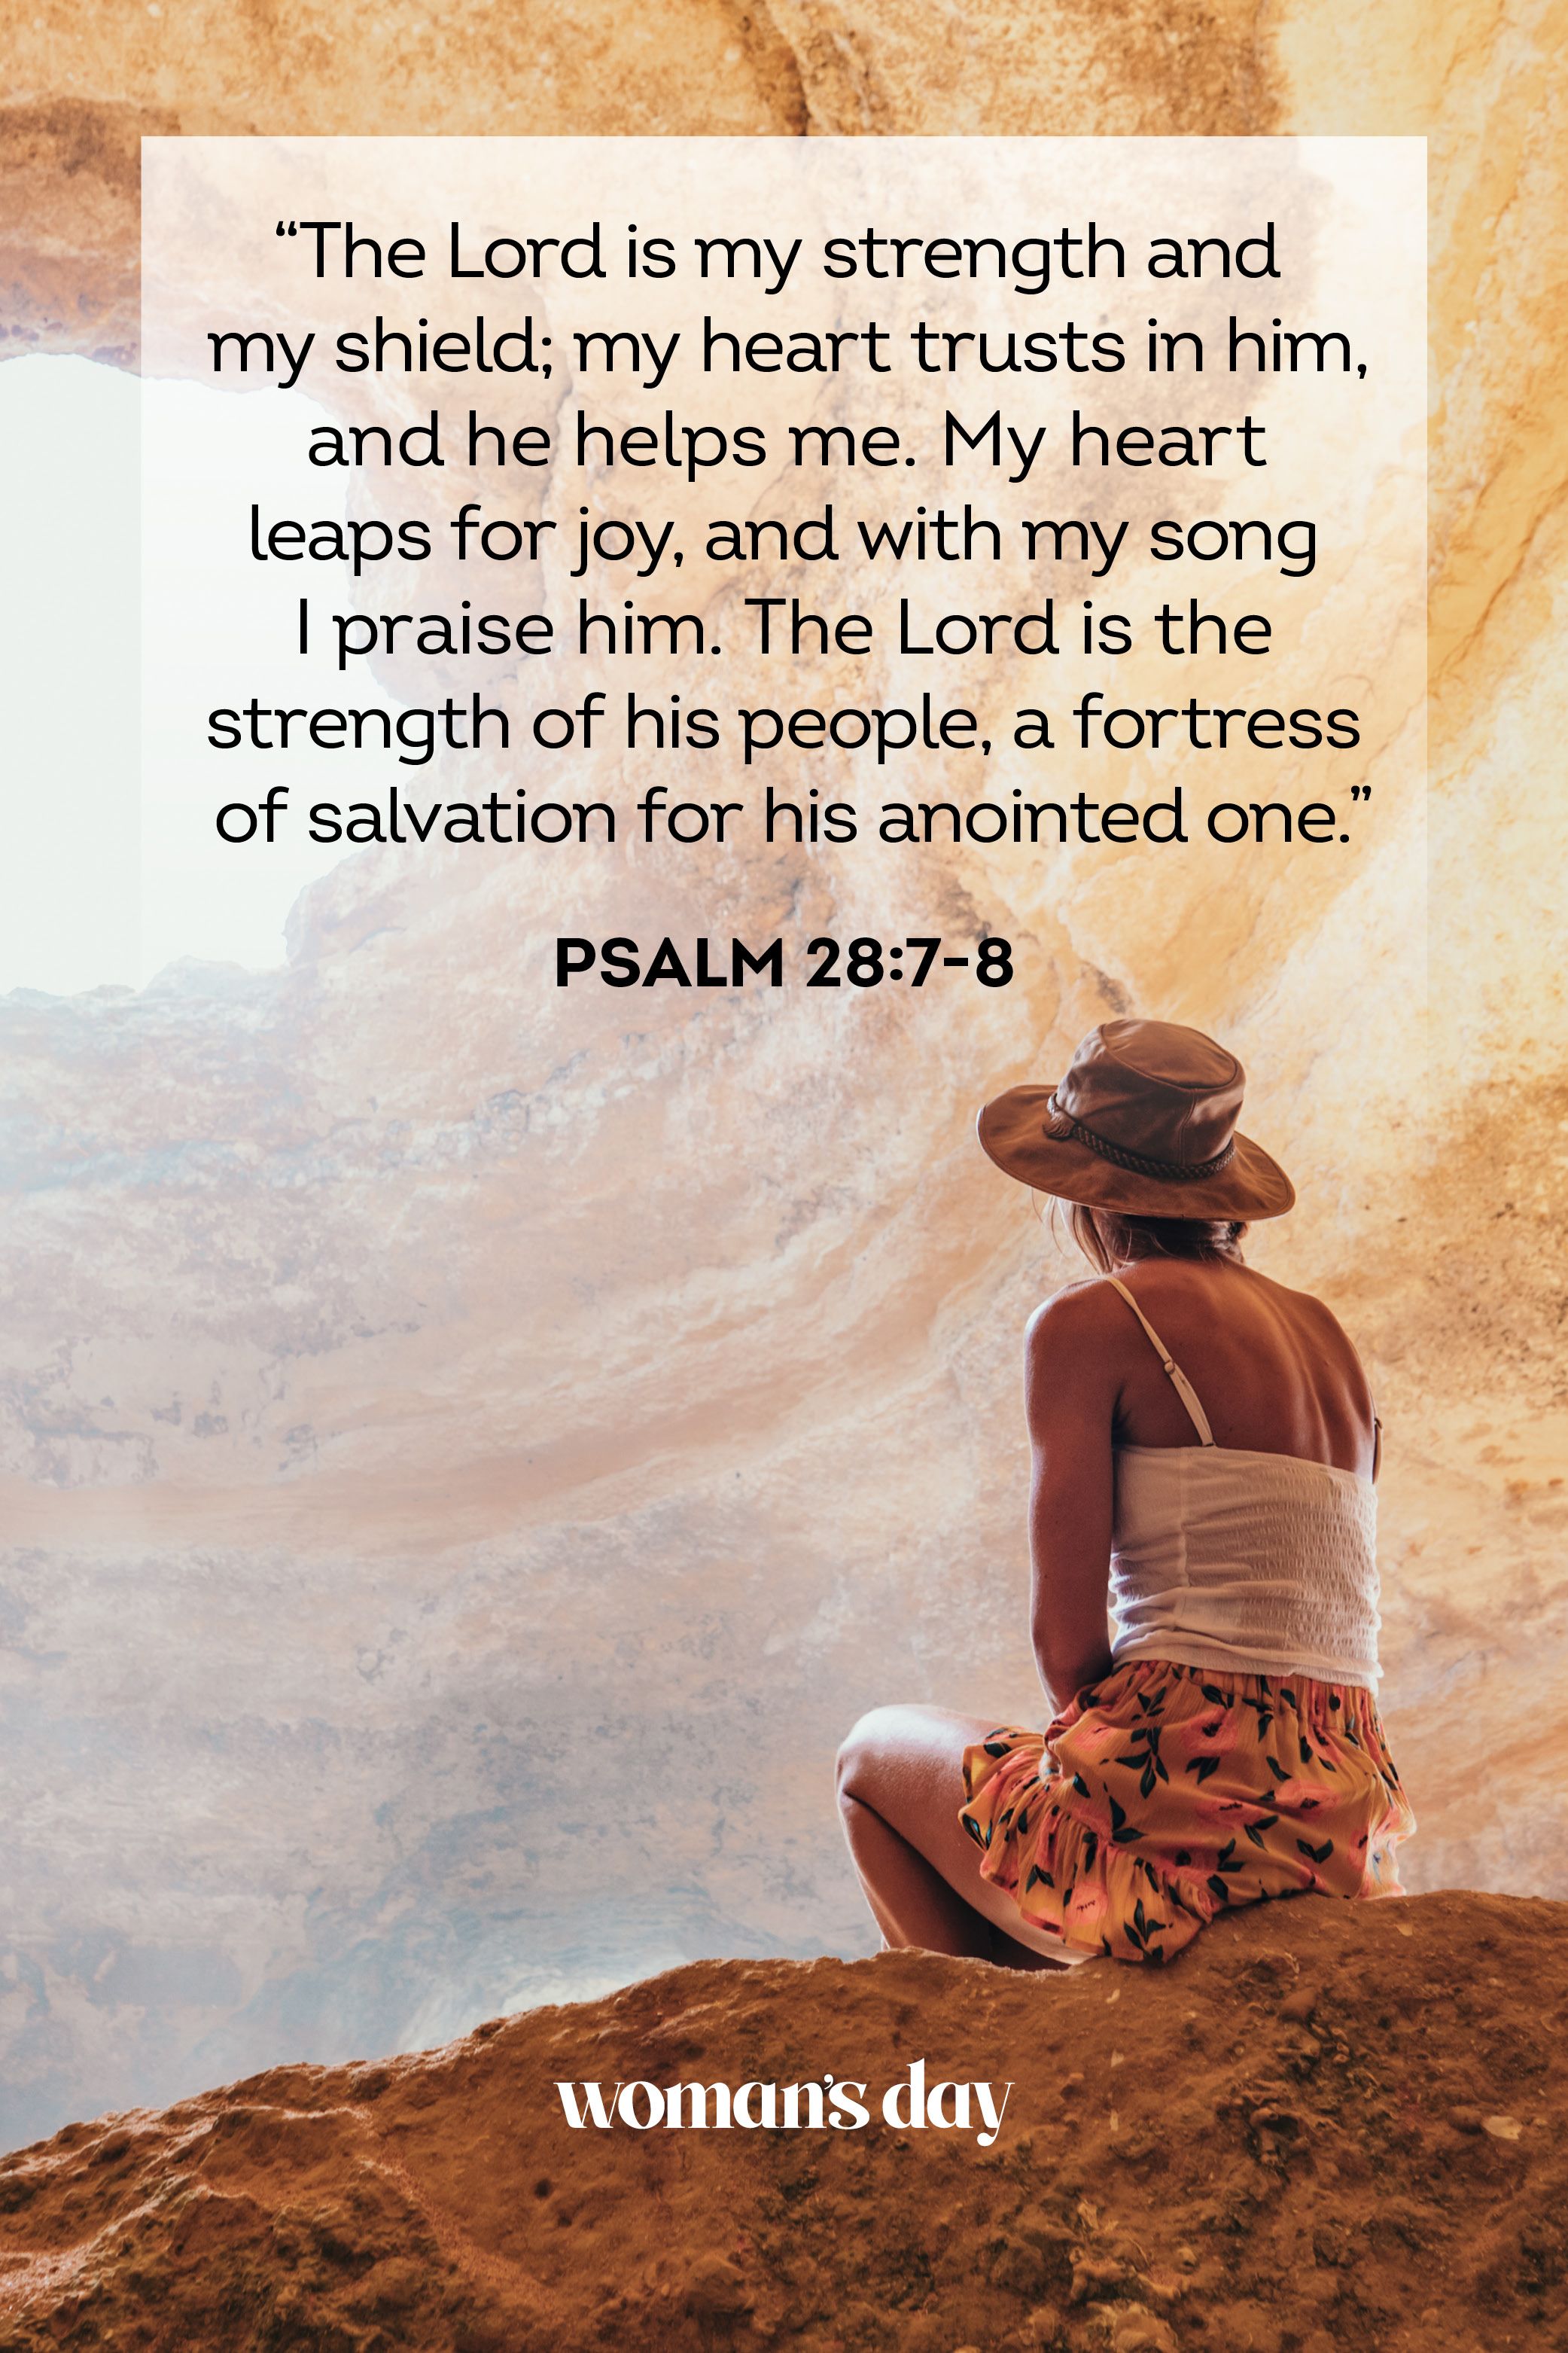 “The Lord is my strength and
my shield; my heart trusts in him,
and he helps me. My heart
leaps for joy, and with my song
I praise him. The Lord is the
strength of his people, a fortress
of salvation for his anointed one.”
PSALM 28:7-8
woman's day